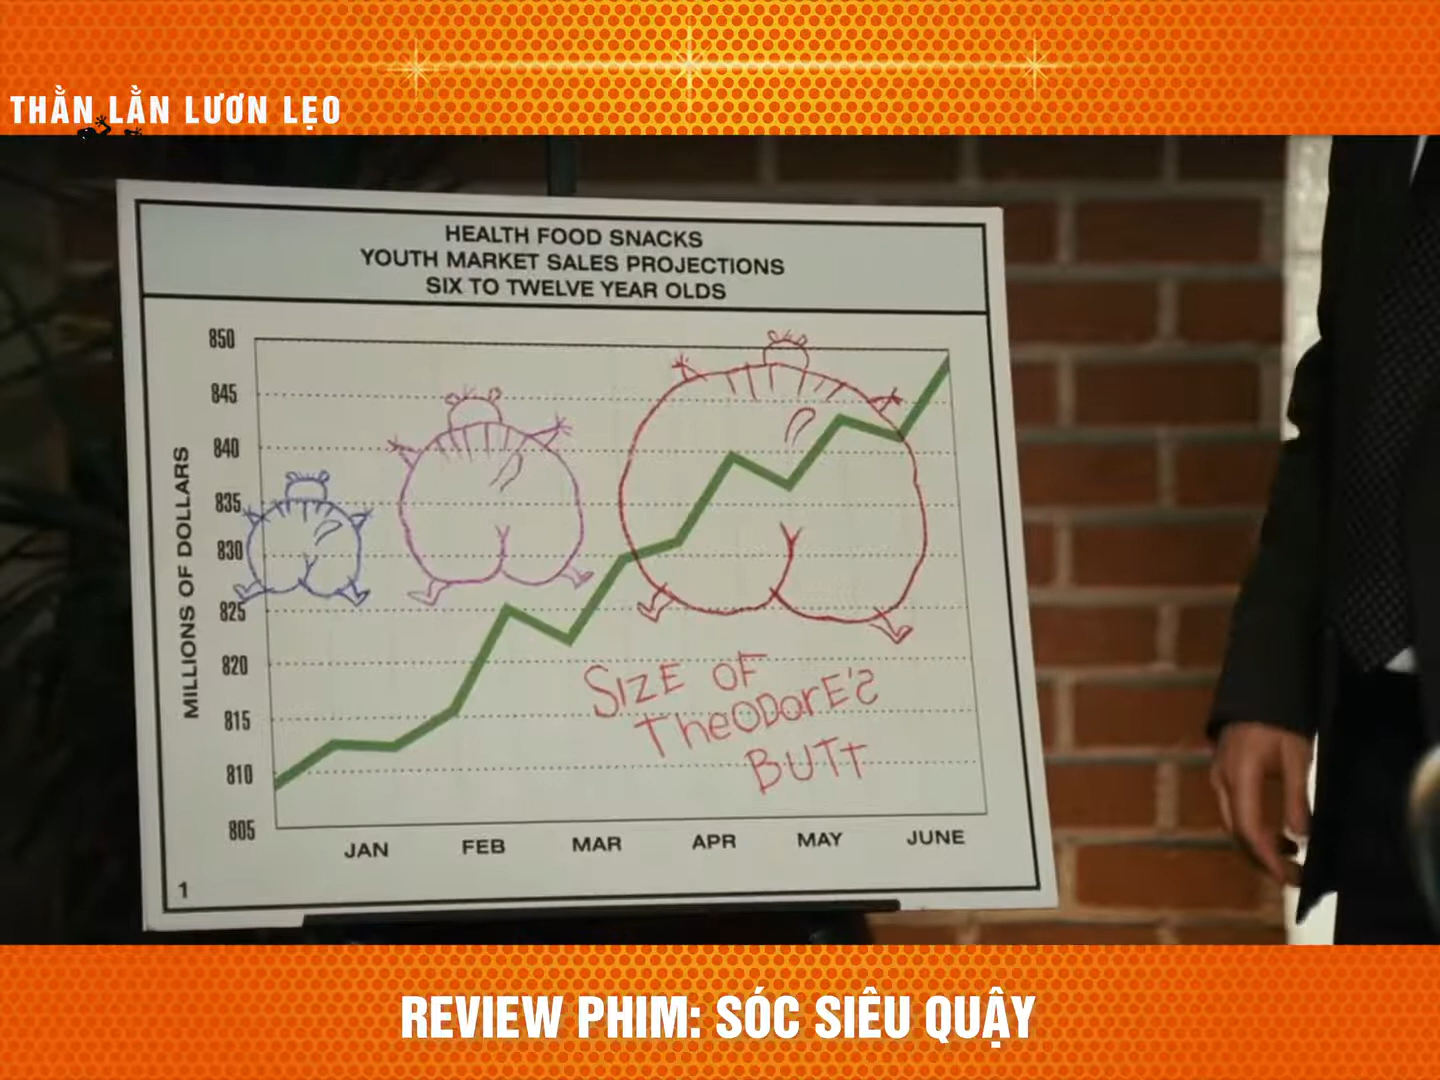 THẰN LẰN LƯƠN LẸO
HEALTH FOOD SNACKS
YOUTH MARKET SALES PROJECTIONS
SIX TO TWELVE YEAR OLDS
MILLIONS OF DOLLARS
850
845
840
835
830
825
820
815
810
805
SIZE OF
TheODorE'S
BUTT
JAN FEB MAR APR MAY JUNE
1
REVIEW PHIM: SÓC SIÊU QUẬY